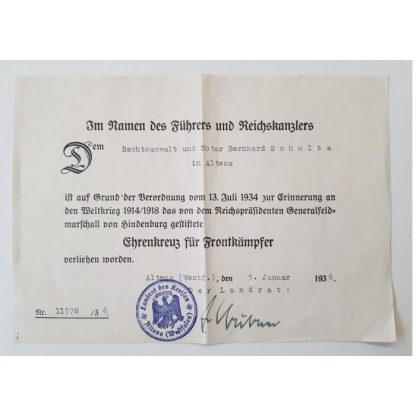 Im Namen des Führers und Reichskanzlers
Dem Rechtsanwalt und Notar Bernhard S c h u l t e
in Altena
ist auf Grund der Verordnung vom 13. Juli 1934 zur Erinnerung an
den Weltkrieg 1914/1918 das von dem Reichspräsidenten Generalfeld-
marschall von Hindenburg gestiftete
Ehrenkreuz für Frontkämpfer
verliehen worden.
Altena (Westf.), den 5. Januar 1936.
Der Landrat:
Landrat des Kreises
Altena (Westfalen)
Nr. 11576 /36